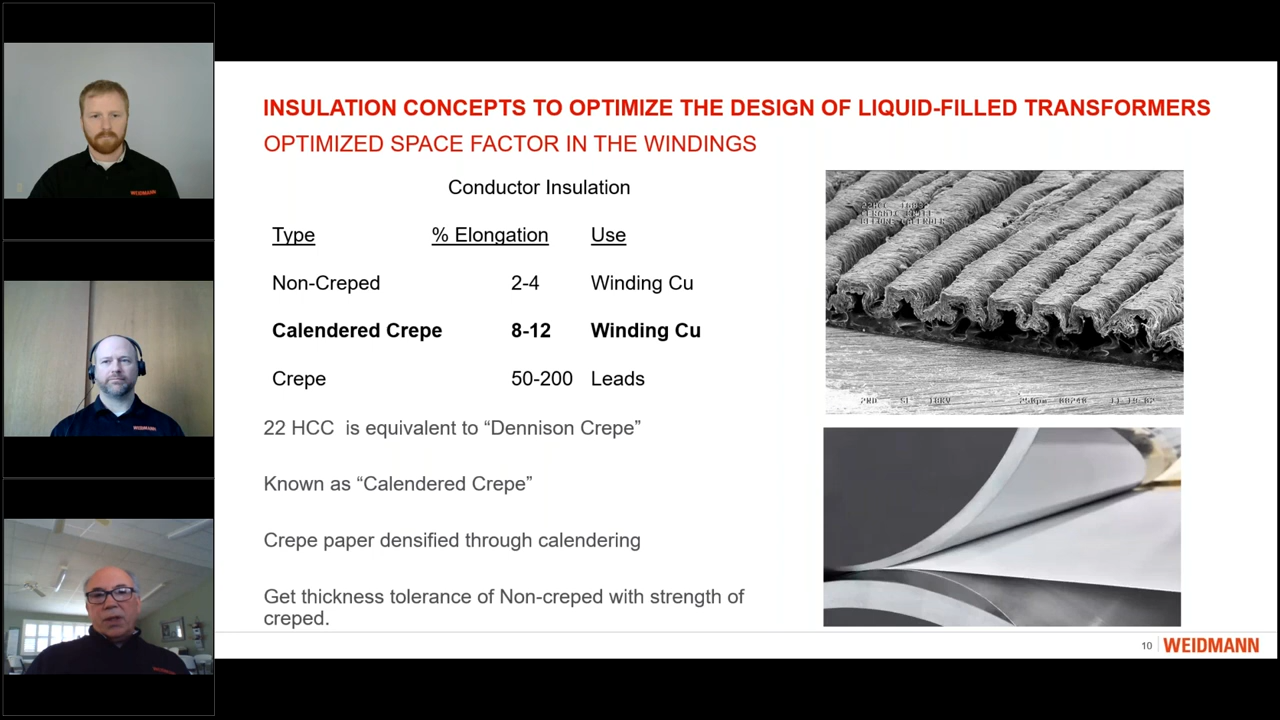 INSULATION CONCEPTS TO OPTIMIZE THE DESIGN OF LIQUID-FILLED TRANSFORMERS
OPTIMIZED SPACE FACTOR IN THE WINDINGS
Conductor Insulation
Type % Elongation Use
Non-Creped 2-4 Winding Cu
Calendered Crepe 8-12 Winding Cu
Crepe 50-200 Leads
22 HCC is equivalent to “Dennison Crepe”
Known as “Calendered Crepe”
Crepe paper densified through calendering
Get thickness tolerance of Non-creped with strength of
creped.
10 WEIDMANN
WEIDMANN
WEIDMANN